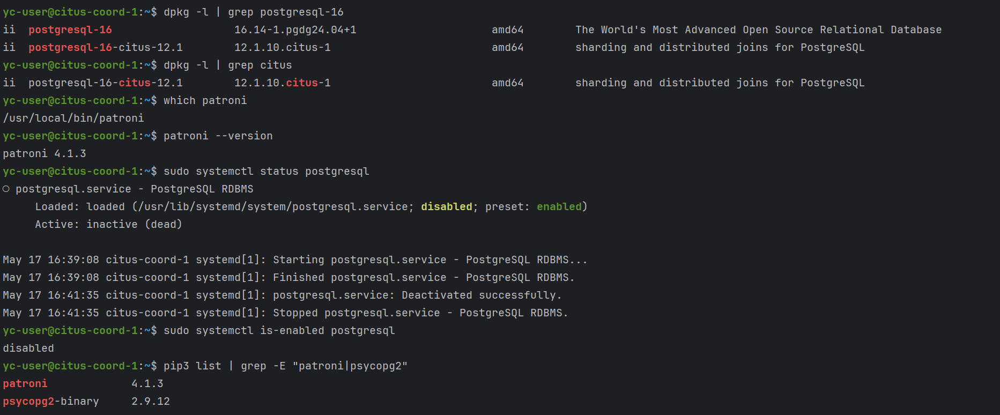 yc-user@citus-coord-1:~$ dpkg -l | grep postgresql-16
ii  postgresql-16                   16.14-1.pgdg24.04+1                     amd64        The World's Most Advanced Open Source Relational Database
ii  postgresql-16-citus-12.1        12.1.10.citus-1                         amd64        sharding and distributed joins for PostgreSQL
yc-user@citus-coord-1:~$ dpkg -l | grep citus
ii  postgresql-16-citus-12.1        12.1.10.citus-1                         amd64        sharding and distributed joins for PostgreSQL
yc-user@citus-coord-1:~$ which patroni
/usr/local/bin/patroni
yc-user@citus-coord-1:~$ patroni --version
patroni 4.1.3
yc-user@citus-coord-1:~$ sudo systemctl status postgresql
○ postgresql.service - PostgreSQL RDBMS
     Loaded: loaded (/usr/lib/systemd/system/postgresql.service; disabled; preset: enabled)
     Active: inactive (dead)

May 17 16:39:08 citus-coord-1 systemd[1]: Starting postgresql.service - PostgreSQL RDBMS...
May 17 16:39:08 citus-coord-1 systemd[1]: Finished postgresql.service - PostgreSQL RDBMS.
May 17 16:41:35 citus-coord-1 systemd[1]: postgresql.service: Deactivated successfully.
May 17 16:41:35 citus-coord-1 systemd[1]: Stopped postgresql.service - PostgreSQL RDBMS.
yc-user@citus-coord-1:~$ sudo systemctl is-enabled postgresql
disabled
yc-user@citus-coord-1:~$ pip3 list | grep -E "patroni|psycopg2"
patroni             4.1.3
psycopg2-binary     2.9.12